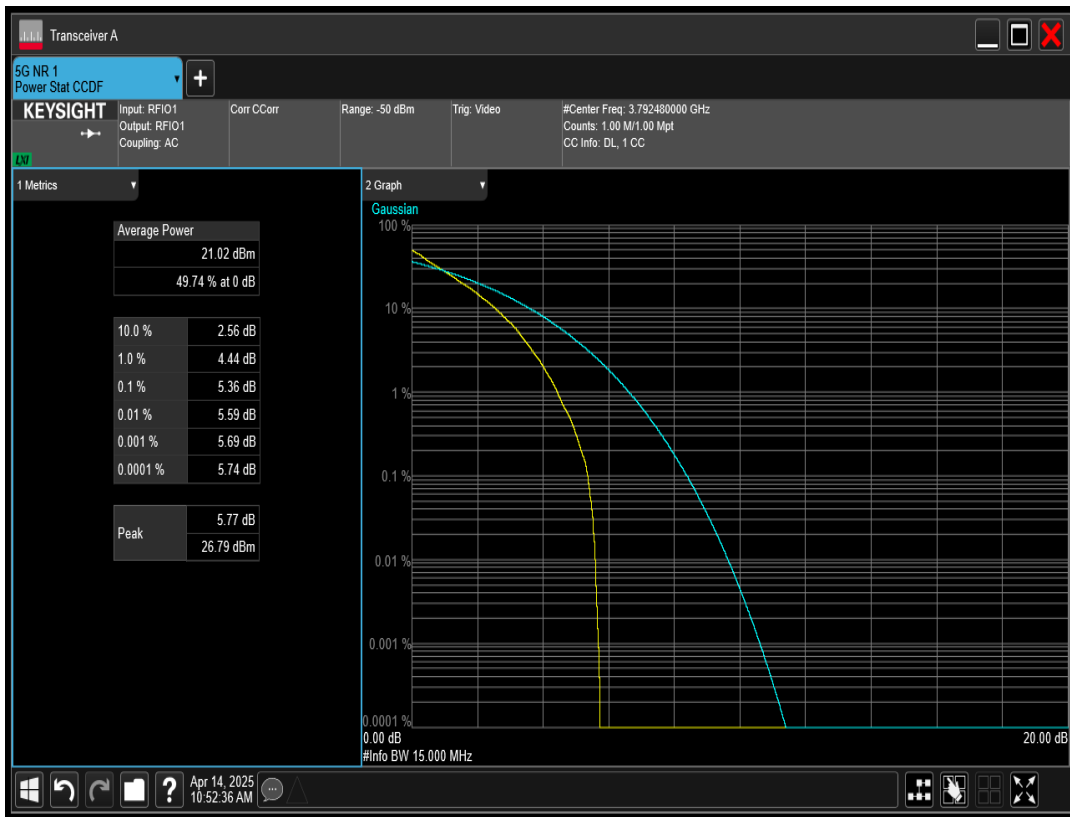 Transceiver A
5G NR 1
Power Stat CCDF
+
KEYSIGHT
LXI
Input: RFIO1
Output: RFIO1
Coupling: AC
Corr CCorr
Range: -50 dBm
Trig: Video
#Center Freq: 3.792480000 GHz
Counts: 1.00 M/1.00 Mpt
CC Info: DL, 1 CC
1 Metrics
Average Power
21.02 dBm
49.74 % at 0 dB
10.0 % 2.56 dB
1.0 % 4.44 dB
0.1 % 5.36 dB
0.01 % 5.59 dB
0.001 % 5.69 dB
0.0001 % 5.74 dB
Peak
5.77 dB
26.79 dBm
2 Graph
Gaussian
100 %
10 %
1 %
0.1 %
0.01 %
0.001 %
0.0001 %
0.00 dB 20.00 dB
#Info BW 15.000 MHz
?
Apr 14, 2025
10:52:36 AM